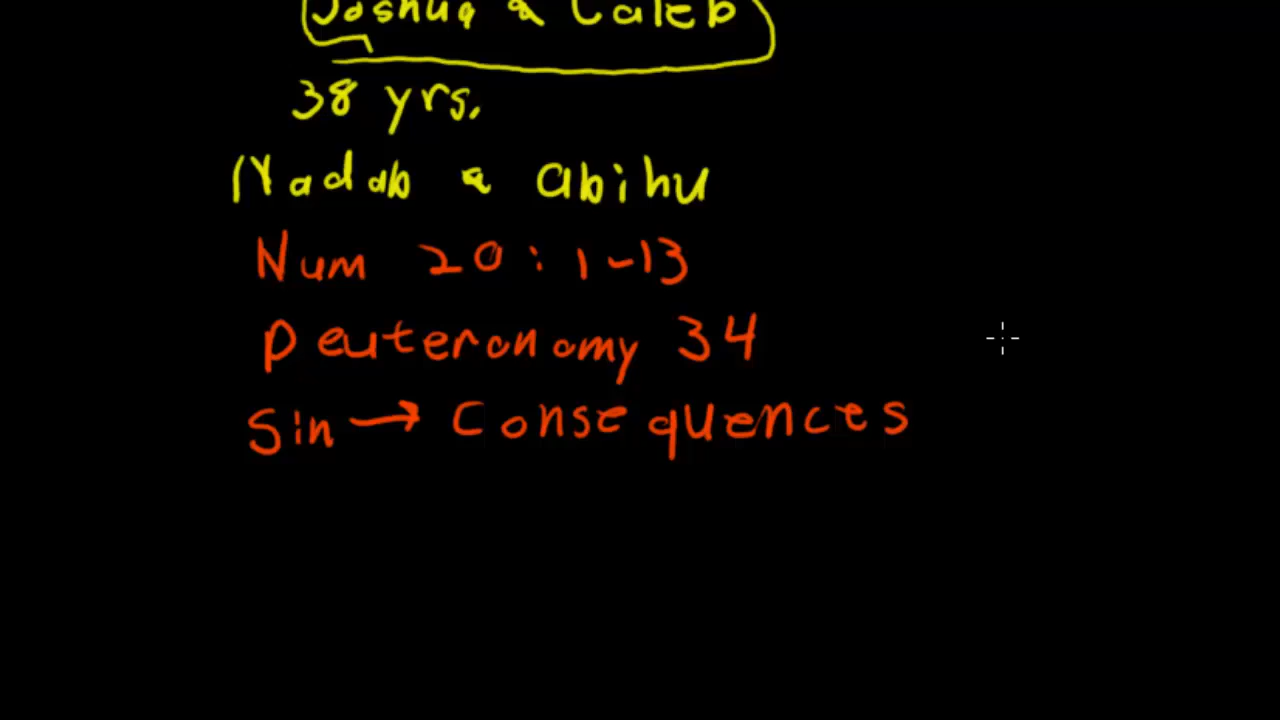 Joshua & Caleb
38 yrs.
Nadab & Abihu
Num 20:1-13
Deuteronomy 34
Sin → Consequences